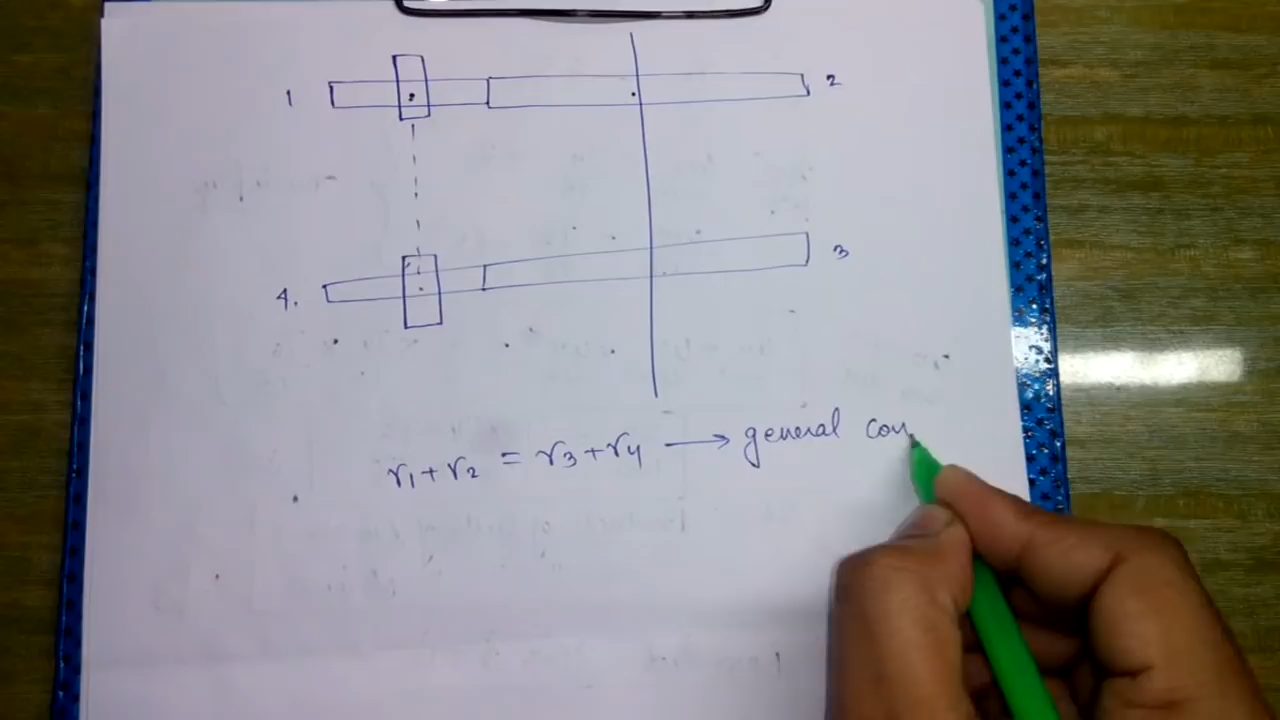 1 2
4. 3
r1+r2 = r3+r4 → general con